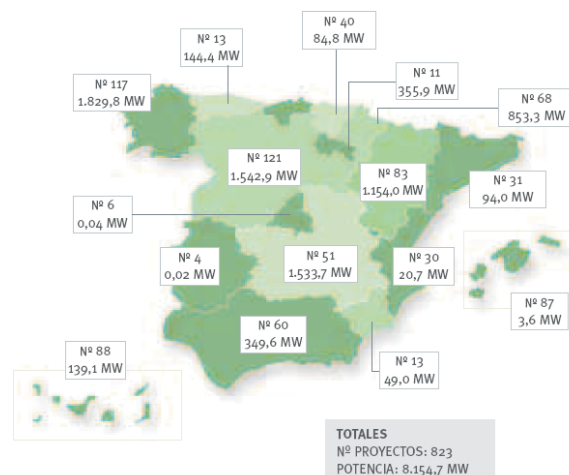 Nº 40
84,8 MW
Nº 13
144,4 MW
Nº 11
355,9 MW
Nº 117
1.829,8 MW
Nº 68
853,3 MW
Nº 121
1.542,9 MW
Nº 83
1.154,0 MW
Nº 31
94,0 MW
Nº 6
0,04 MW
Nº 4
0,02 MW
Nº 51
1.533,7 MW
Nº 30
20,7 MW
Nº 87
3,6 MW
Nº 60
349,6 MW
Nº 88
139,1 MW
Nº 13
49,0 MW
TOTALES
Nº PROYECTOS: 823
POTENCIA: 8.154,7 MW